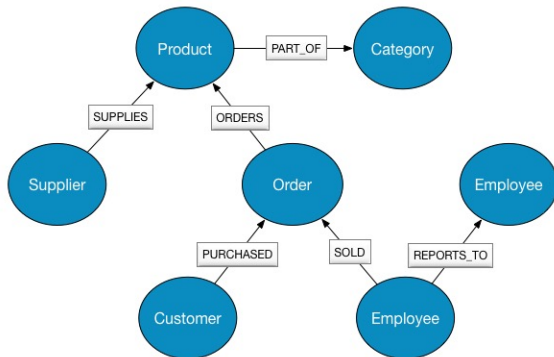 Product
PART_OF
Category
SUPPLIES
ORDERS
Supplier
Order
Employee
PURCHASED
SOLD
REPORTS_TO
Customer
Employee